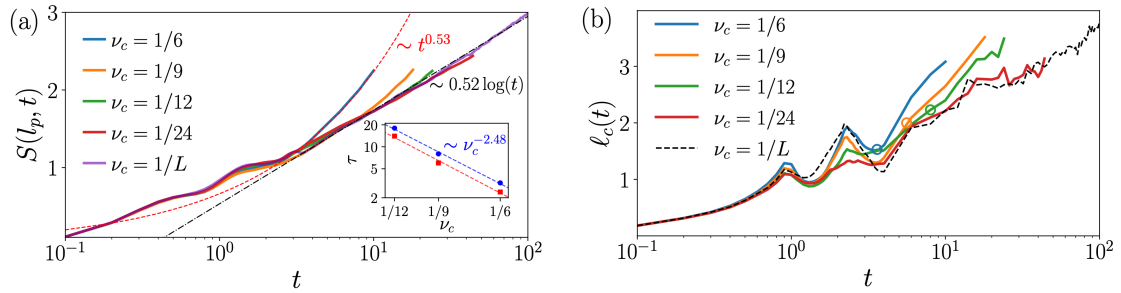 (a)
S(l_p, t)
3
2
1
ν_c = 1/6
ν_c = 1/9
ν_c = 1/12
ν_c = 1/24
ν_c = 1/L
~ t^0.53
~ 0.52 log(t)
τ
20
10
5
2
~ ν_c^−2.48
1/12 1/9 1/6
ν_c
10^−1 10^0 10^1 10^2
t
(b)
ℓ_c(t)
3
2
1
ν_c = 1/6
ν_c = 1/9
ν_c = 1/12
ν_c = 1/24
ν_c = 1/L
10^−1 10^0 10^1 10^2
t